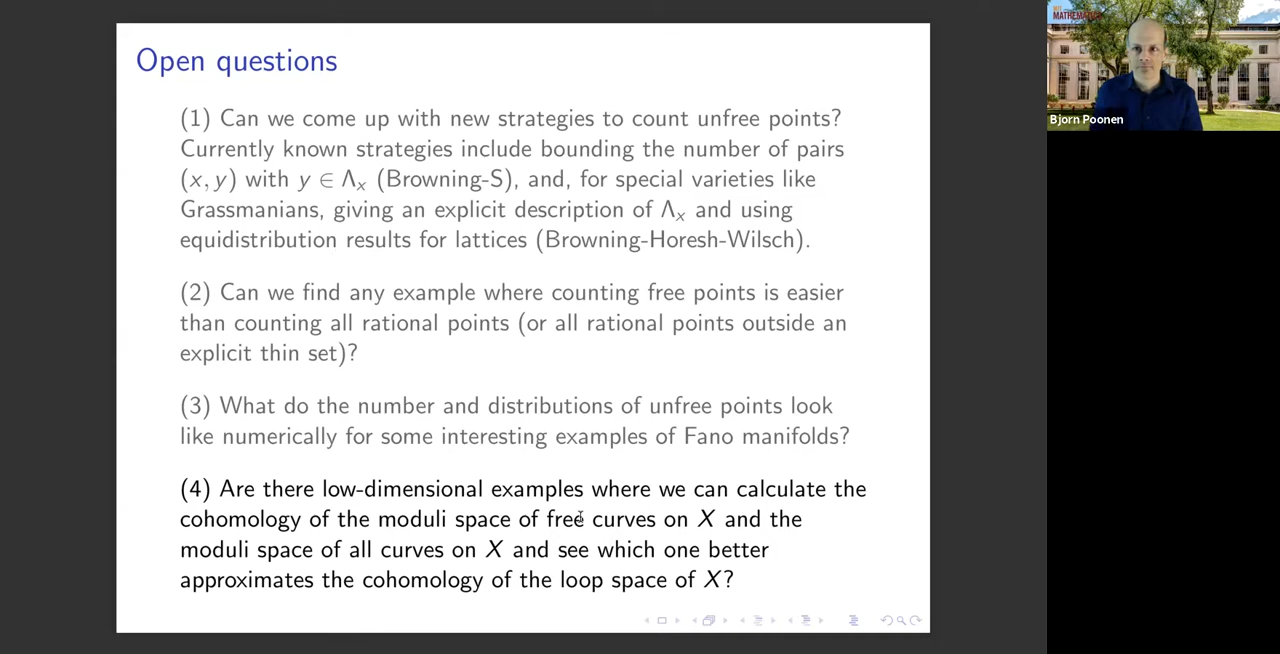 Open questions
(1) Can we come up with new strategies to count unfree points?
Currently known strategies include bounding the number of pairs
(x, y) with y ∈ Λₓ (Browning-S), and, for special varieties like
Grassmanians, giving an explicit description of Λₓ and using
equidistribution results for lattices (Browning-Horesh-Wilsch).
(2) Can we find any example where counting free points is easier
than counting all rational points (or all rational points outside an
explicit thin set)?
(3) What do the number and distributions of unfree points look
like numerically for some interesting examples of Fano manifolds?
(4) Are there low-dimensional examples where we can calculate the
cohomology of the moduli space of free curves on X and the
moduli space of all curves on X and see which one better
approximates the cohomology of the loop space of X?
MIT
MATHEMATICS
Bjorn Poonen